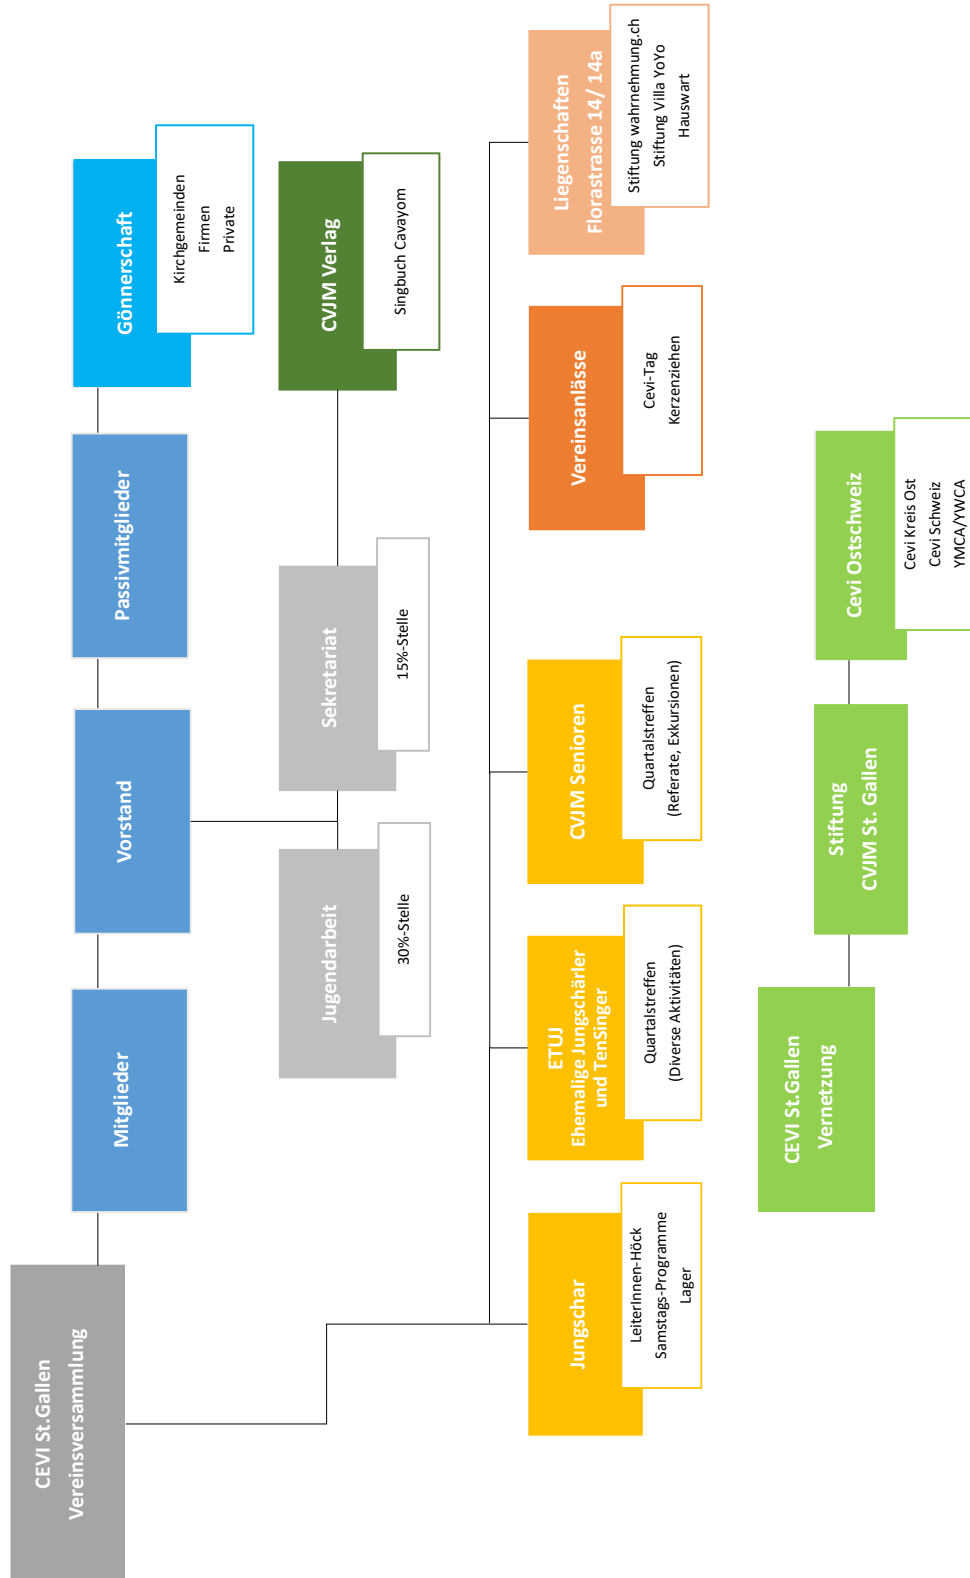 CEVI St.Gallen
Vereinsversammlung
Mitglieder
Vorstand
Passivmitglieder
Gönnerschaft
Kirchgemeinden
Firmen
Private
Jugendarbeit
30%-Stelle
Sekretariat
15%-Stelle
CVJM Verlag
Singbuch Cavayom
Jungschar
LeiterInnen-Höck
Samstags-Programme
Lager
ETUJ
Ehemalige Jungschärler
und TenSinger
Quartalstreffen
(Diverse Aktivitäten)
CVJM Senioren
Quartalstreffen
(Referate, Exkursionen)
Vereinsanlässe
Cevi-Tag
Kerzenziehen
Liegenschaften
Florastrasse 14/ 14a
Stiftung wahrnehmung.ch
Stiftung Villa YoYo
Hauswart
CEVI St.Gallen
Vernetzung
Stiftung
CVJM St. Gallen
Cevi Ostschweiz
Cevi Kreis Ost
Cevi Schweiz
YMCA/YWCA